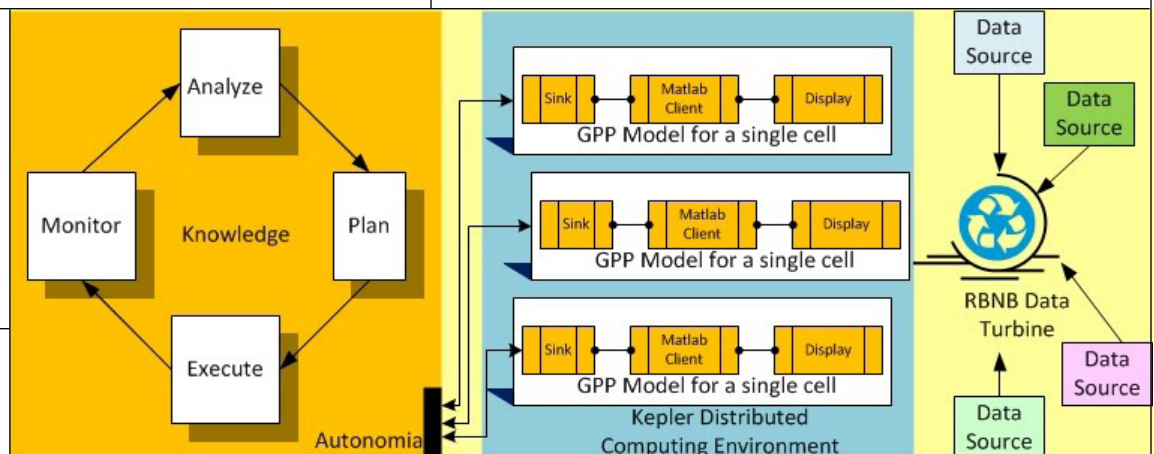 Analyze
Monitor
Knowledge
Plan
Execute
Autonomia
Sink
Matlab
Client
Display
GPP Model for a single cell
Sink
Matlab
Client
Display
GPP Model for a single cell
Sink
Matlab
Client
Display
GPP Model for a single cell
Kepler Distributed
Computing Environment
Data
Source
Data
Source
RBNB Data
Turbine
Data
Source
Data
Source